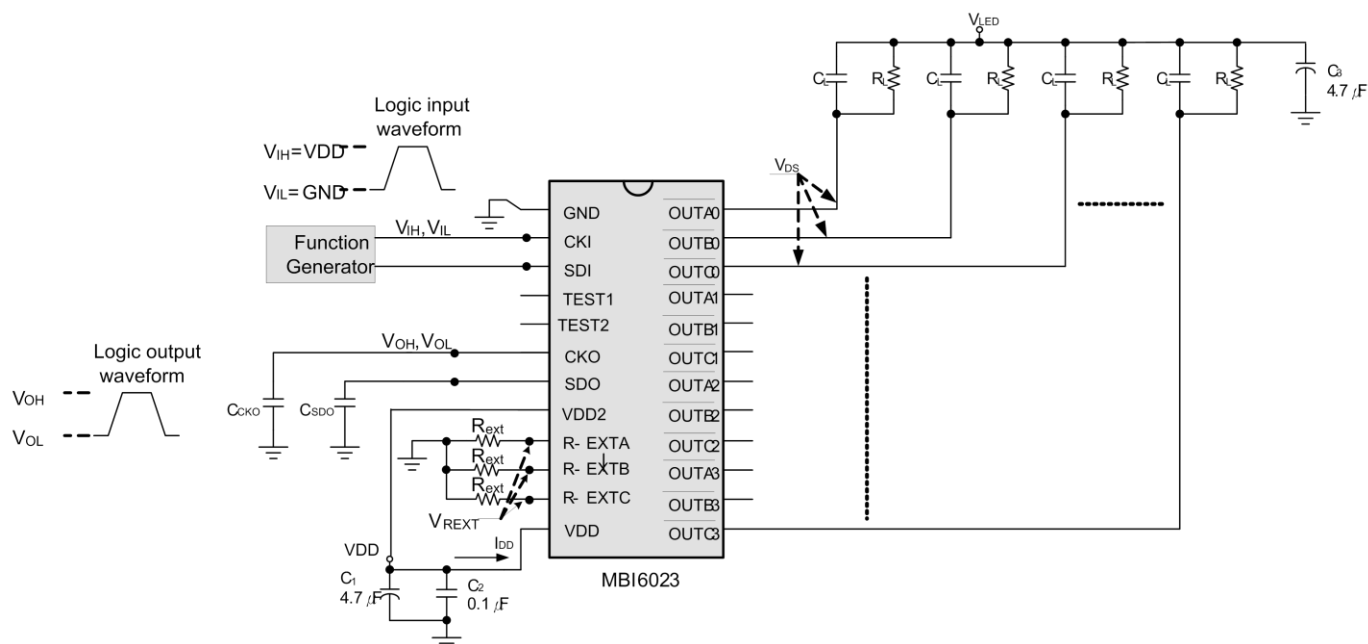 VLED
CL
RL
CL
RL
CL
RL
CL
RL
C3
4.7 µF
Logic input
waveform
VIH=VDD
VIL=GND
VDS
Function
Generator
VIH,VIL
GND
CKI
SDI
TEST1
TEST2
CKO
SDO
VDD2
R- EXTA
R- EXTB
R- EXTC
VDD
OUTA0
OUTB0
OUTC0
OUTA1
OUTB1
OUTC1
OUTA2
OUTB2
OUTC2
OUTA3
OUTB3
OUTC3
VOH,VOL
Logic output
waveform
VOH
VOL
CCKO
CSDO
Rext
Rext
Rext
VREXT
VDD
IDD
C1
4.7 µF
C2
0.1 µF
MBI6023